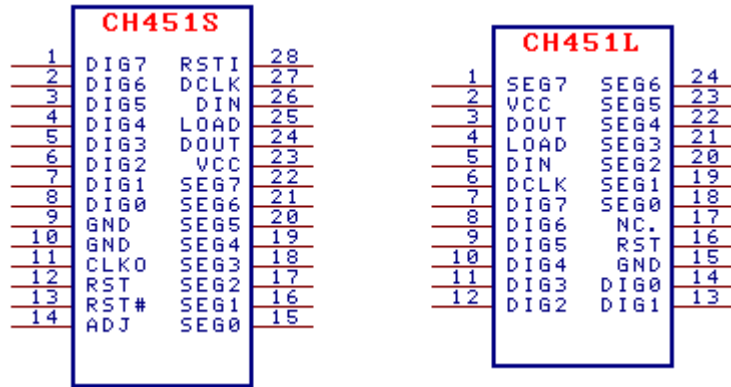 CH451S
1 DIG7 RSTI 28
2 DIG6 DCLK 27
3 DIG5 DIN 26
4 DIG4 LOAD 25
5 DIG3 DOUT 24
6 DIG2 VCC 23
7 DIG1 SEG7 22
8 DIG0 SEG6 21
9 GND SEG5 20
10 GND SEG4 19
11 CLKO SEG3 18
12 RST SEG2 17
13 RST# SEG1 16
14 ADJ SEG0 15
CH451L
1 SEG7 SEG6 24
2 VCC SEG5 23
3 DOUT SEG4 22
4 LOAD SEG3 21
5 DIN SEG2 20
6 DCLK SEG1 19
7 DIG7 SEG0 18
8 DIG6 NC. 17
9 DIG5 RST 16
10 DIG4 GND 15
11 DIG3 DIG0 14
12 DIG2 DIG1 13